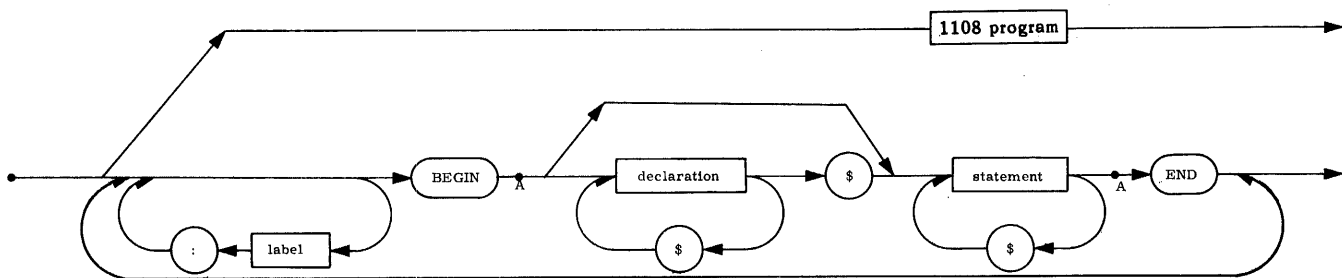 1108 program
BEGIN A declaration $ statement A END
: label $ $